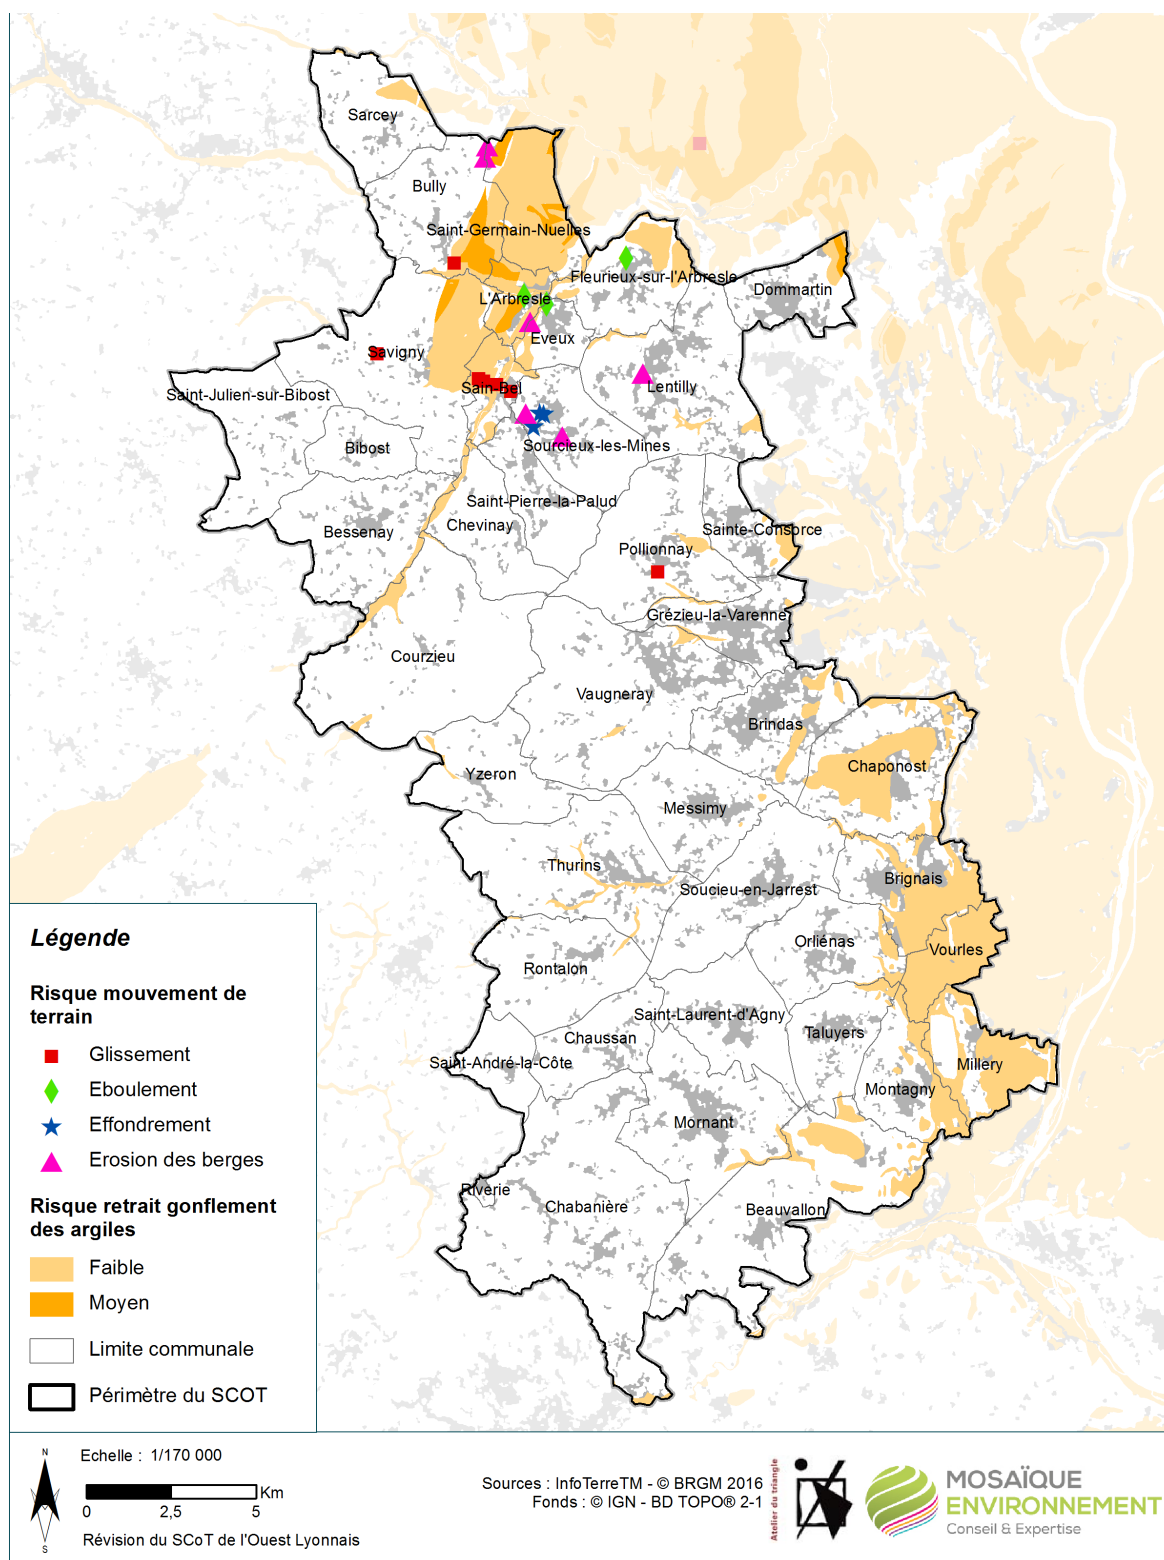 Sarcey
Bully
Saint-Germain-Nuelles
Fleurieux-sur-l'Arbresle
Dommartin
L'Arbresle
Eveux
Savigny
Sain-Bel
Lentilly
Saint-Julien-sur-Bibost
Bibost
Sourcieux-les-Mines
Saint-Pierre-la-Palud
Bessenay
Chevinay
Sainte-Consorce
Pollionnay
Grézieu-la-Varenne
Courzieu
Vaugneray
Brindas
Chaponost
Yzeron
Messimy
Thurins
Soucieu-en-Jarrest
Brignais
Orliénas
Vourles
Rontalon
Saint-Laurent-d'Agny
Chaussan
Taluyers
Saint-André-la-Côte
Millery
Montagny
Mornant
Riverie
Chabanière
Beauvallon
Légende
Risque mouvement de
terrain
Glissement
Eboulement
Effondrement
Erosion des berges
Risque retrait gonflement
des argiles
Faible
Moyen
Limite communale
Périmètre du SCOT
N
S
Echelle : 1/170 000
Km
0 2,5 5
Révision du SCoT de l'Ouest Lyonnais
Sources : InfoTerreTM - © BRGM 2016
Fonds : © IGN - BD TOPO® 2-1
Atelier du triangle
MOSAÏQUE
ENVIRONNEMENT
Conseil & Expertise